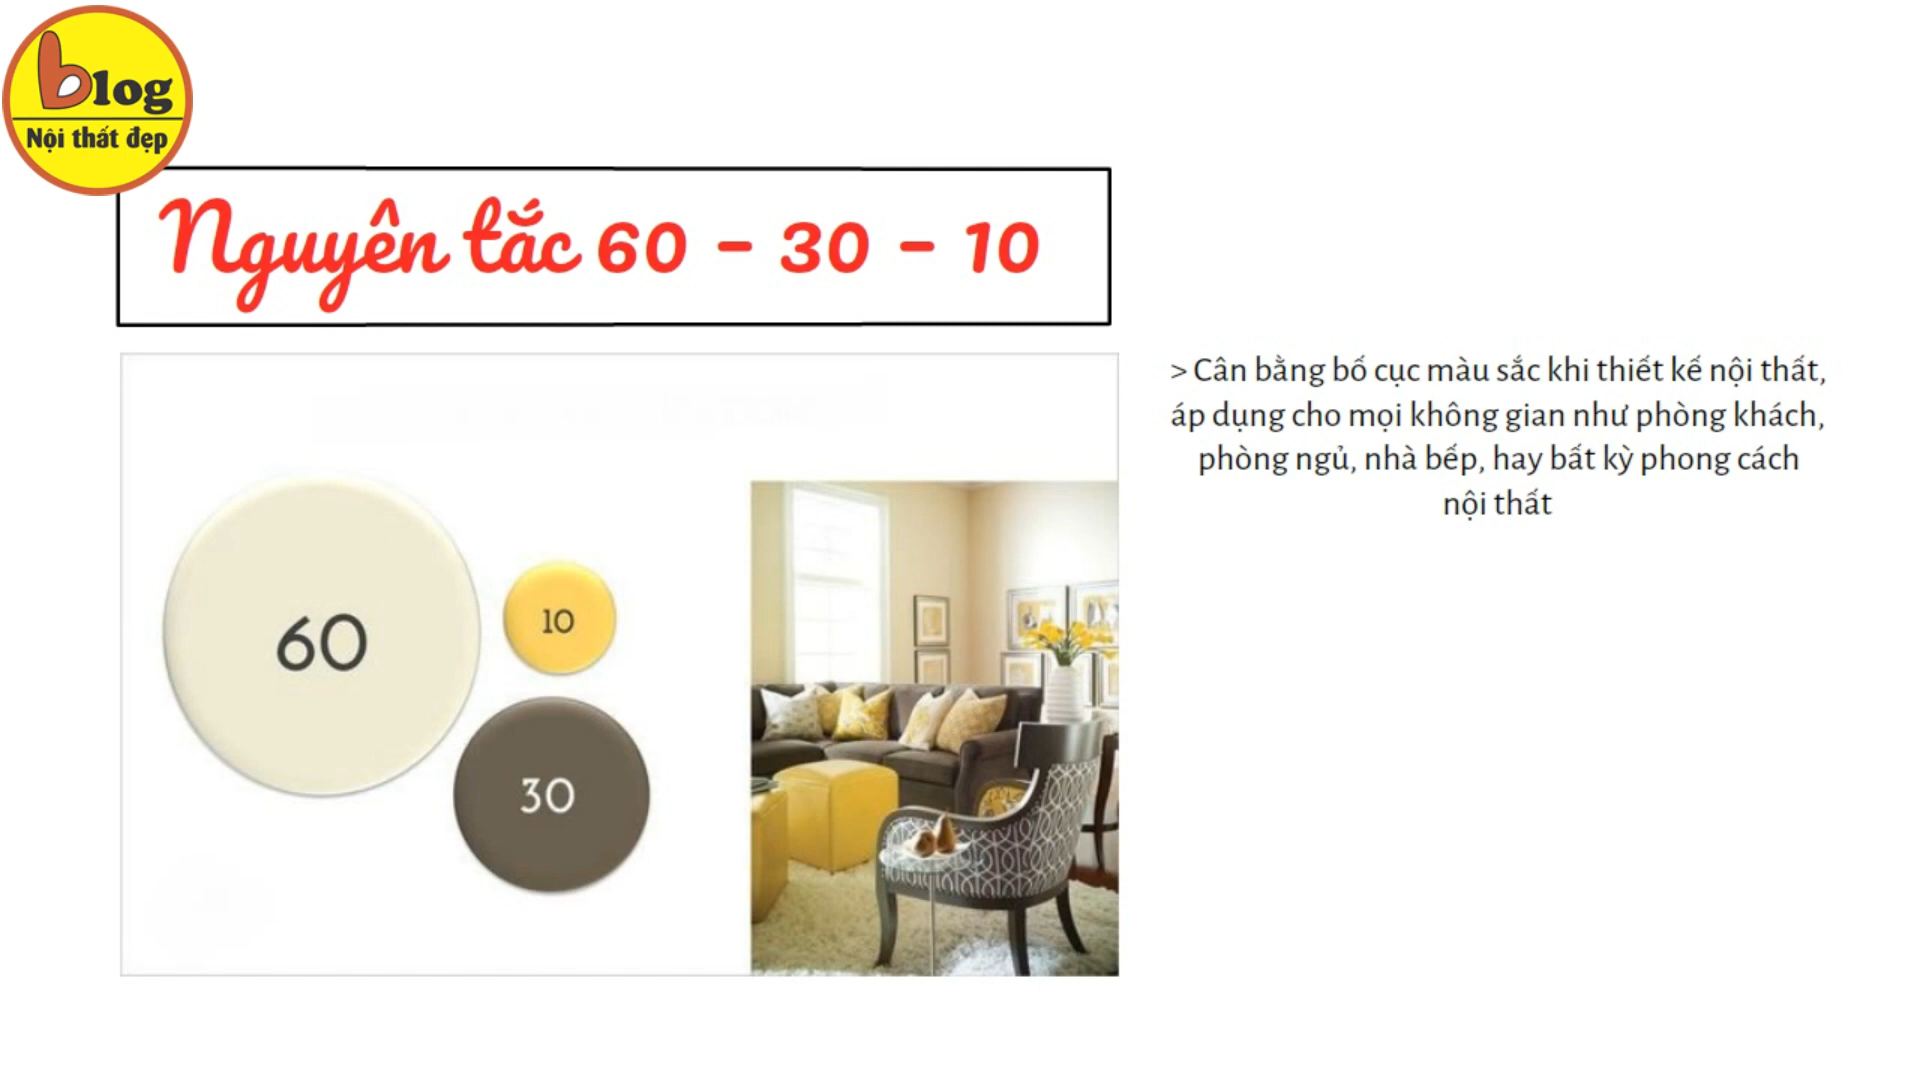 blog
Nội thất đẹp
Nguyên tắc 60 - 30 - 10
60
10
30
> Cân bằng bố cục màu sắc khi thiết kế nội thất,
áp dụng cho mọi không gian như phòng khách,
phòng ngủ, nhà bếp, hay bất kỳ phong cách
nội thất